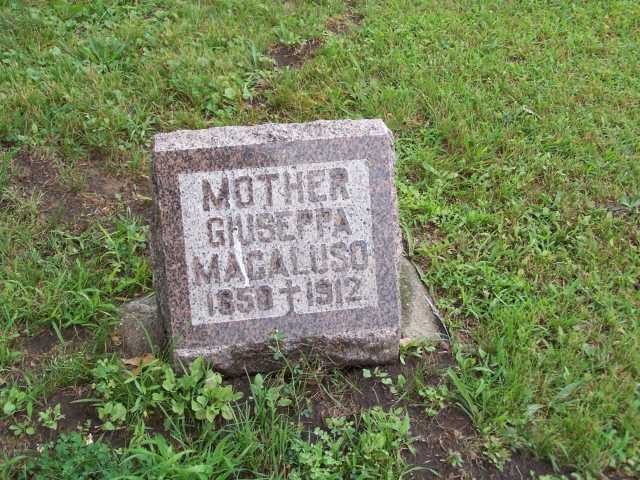 MOTHER
GIUSEPPA
MAGALUSO
1850 † 1912